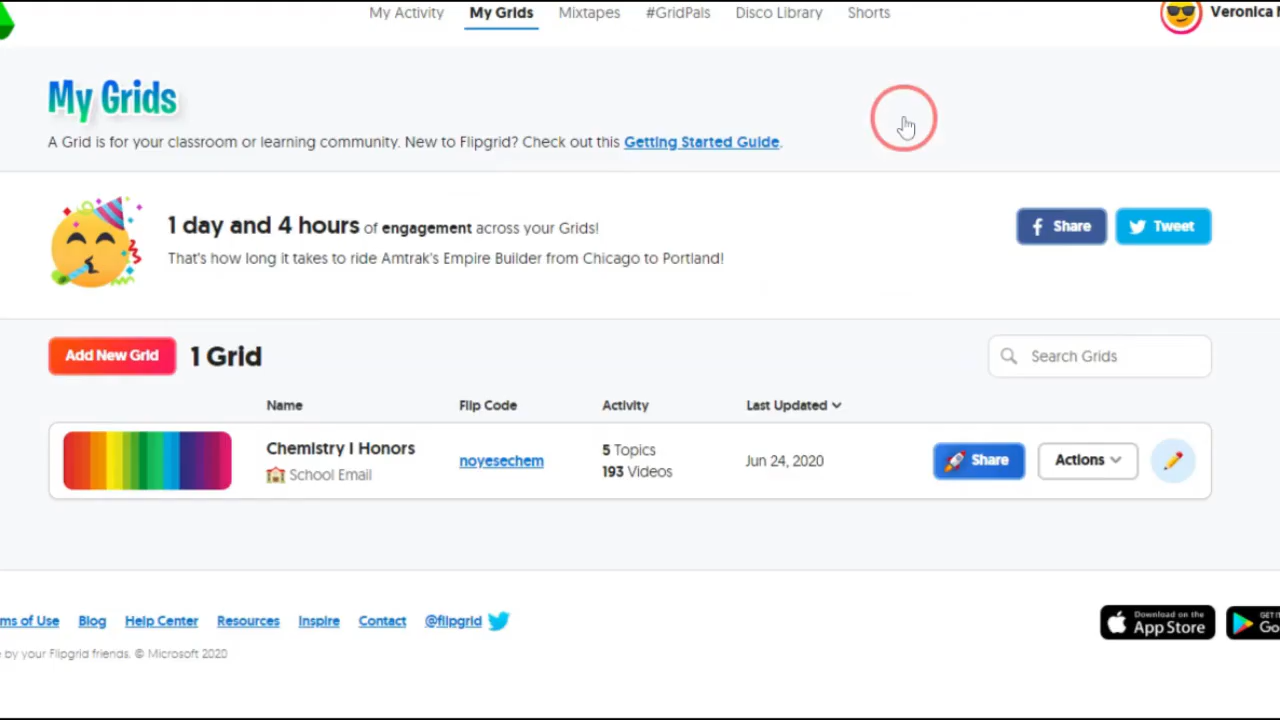 My Activity My Grids Mixtapes #GridPals Disco Library Shorts Veronica
My Grids
A Grid is for your classroom or learning community. New to Flipgrid? Check out this Getting Started Guide.
1 day and 4 hours of engagement across your Grids!
That's how long it takes to ride Amtrak's Empire Builder from Chicago to Portland!
Share Tweet
Add New Grid 1 Grid Search Grids
Name Flip Code Activity Last Updated
Chemistry I Honors
School Email
noyesechem
5 Topics
193 Videos
Jun 24, 2020
Share Actions
of Use Blog Help Center Resources Inspire Contact @flipgrid
by your Flipgrid friends. © Microsoft 2020
Download on the
App Store
GET IT